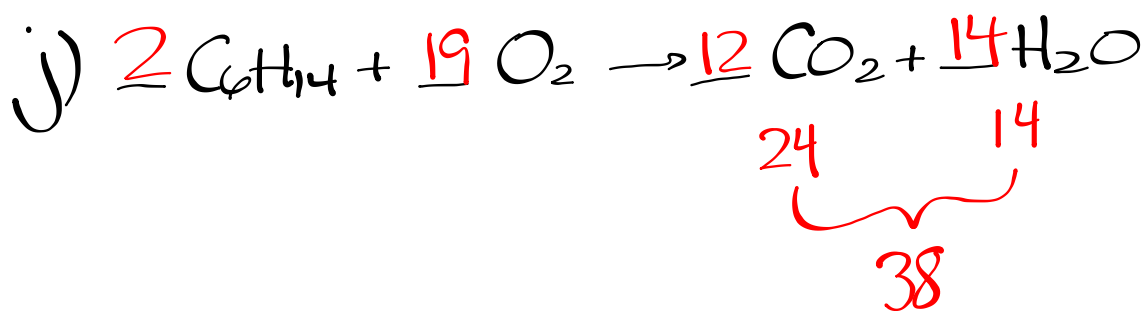 j) 2 C₆H₁₄ + 19 O₂ → 12 CO₂ + 14 H₂O
24 14
38